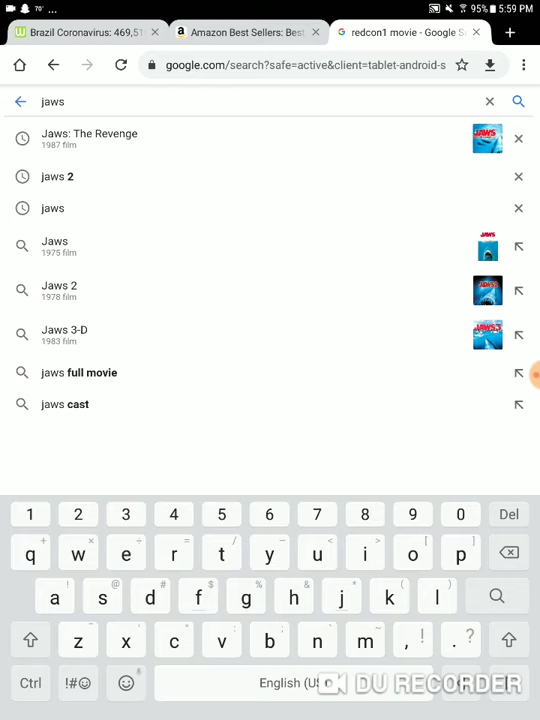 70° ... 95% 5:59 PM
Brazil Coronavirus: 469,51 Amazon Best Sellers: Best redcon1 movie - Google S
google.com/search?safe=active&client=tablet-android-s
jaws
Jaws: The Revenge
1987 film
jaws 2
jaws
Jaws
1975 film
Jaws 2
1978 film
Jaws 3-D
1983 film
jaws full movie
jaws cast
1 2 3 4 5 6 7 8 9 0 Del
+ × ÷ = / _ < > [ ]
q w e r t y u i o p
! @ # $ % ^ & * ( )
a s d f g h j k l
- ' " : ; , ? ! ?
z x c v b n m , .
Ctrl !#☺ English (US)
DU RECORDER